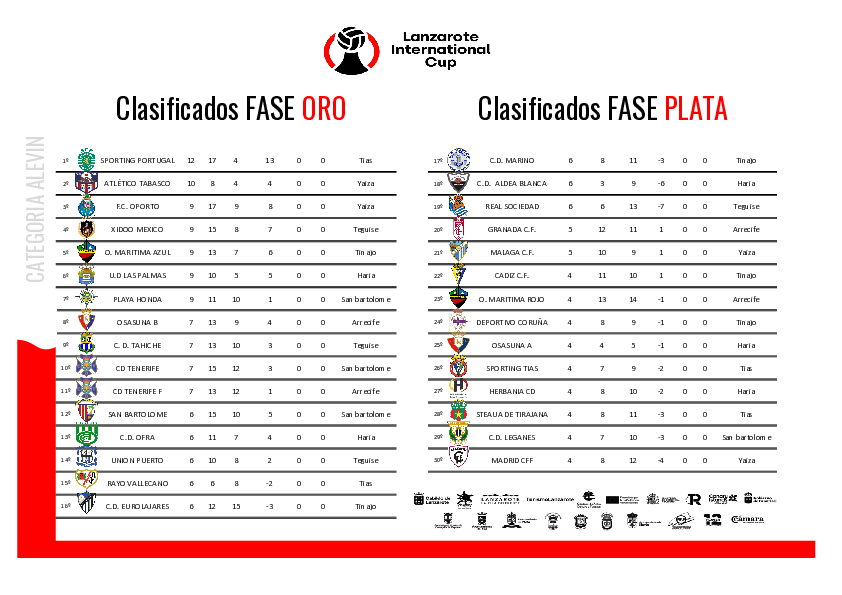 Lanzarote
International
Cup
Clasificados FASE ORO
CATEGORIA ALEVIN
1º SPORTING PORTUGAL 12 17 4 13 0 0 Tias
2º ATLÉTICO TABASCO 10 8 4 4 0 0 Yaiza
3º F.C. OPORTO 9 17 9 8 0 0 Yaiza
4º XIDOO MEXICO 9 15 8 7 0 0 Teguise
5º O. MARITIMA AZUL 9 13 7 6 0 0 Tinajo
6º U.D LAS PALMAS 9 10 5 5 0 0 Haria
7º PLAYA HONDA 9 11 10 1 0 0 San bartolome
8º OSASUNA B 7 13 9 4 0 0 Arrecife
9º C. D. TAHICHE 7 13 10 3 0 0 Teguise
10º CD TENERIFE 7 15 12 3 0 0 San bartolome
11º CD TENERIFE F 7 13 12 1 0 0 Arrecife
12º SAN BARTOLOME 6 15 10 5 0 0 San bartolome
13º C.D. OFRA 6 11 7 4 0 0 Haria
14º UNION PUERTO 6 10 8 2 0 0 Teguise
15º RAYO VALLECANO 6 6 8 -2 0 0 Tias
16º C.D. EUROLAJARES 6 12 15 -3 0 0 Tinajo
Clasificados FASE PLATA
17º C.D. MARINO 6 8 11 -3 0 0 Tinajo
18º C.D. ALDEA BLANCA 6 3 9 -6 0 0 Haria
19º REAL SOCIEDAD 6 6 13 -7 0 0 Teguise
20º GRANADA C.F. 5 12 11 1 0 0 Arrecife
21º MALAGA C.F. 5 10 9 1 0 0 Yaiza
22º CADIZ C.F. 4 11 10 1 0 0 Tinajo
23º O. MARITIMA ROJO 4 13 14 -1 0 0 Arrecife
24º DEPORTIVO CORUÑA 4 8 9 -1 0 0 Tinajo
25º OSASUNA A 4 4 5 -1 0 0 Haria
26º SPORTING TIAS 4 7 9 -2 0 0 Tias
27º HERBANIA CD 4 8 10 -2 0 0 Haria
28º STEAUA DE TIRAJANA 4 8 11 -3 0 0 Tias
29º C.D. LEGANES 4 7 10 -3 0 0 San bartolome
30º MADRID CFF 4 8 12 -4 0 0 Yaiza
Cabildo de Lanzarote LANZAROTE TurismoLanzarote
Cámara